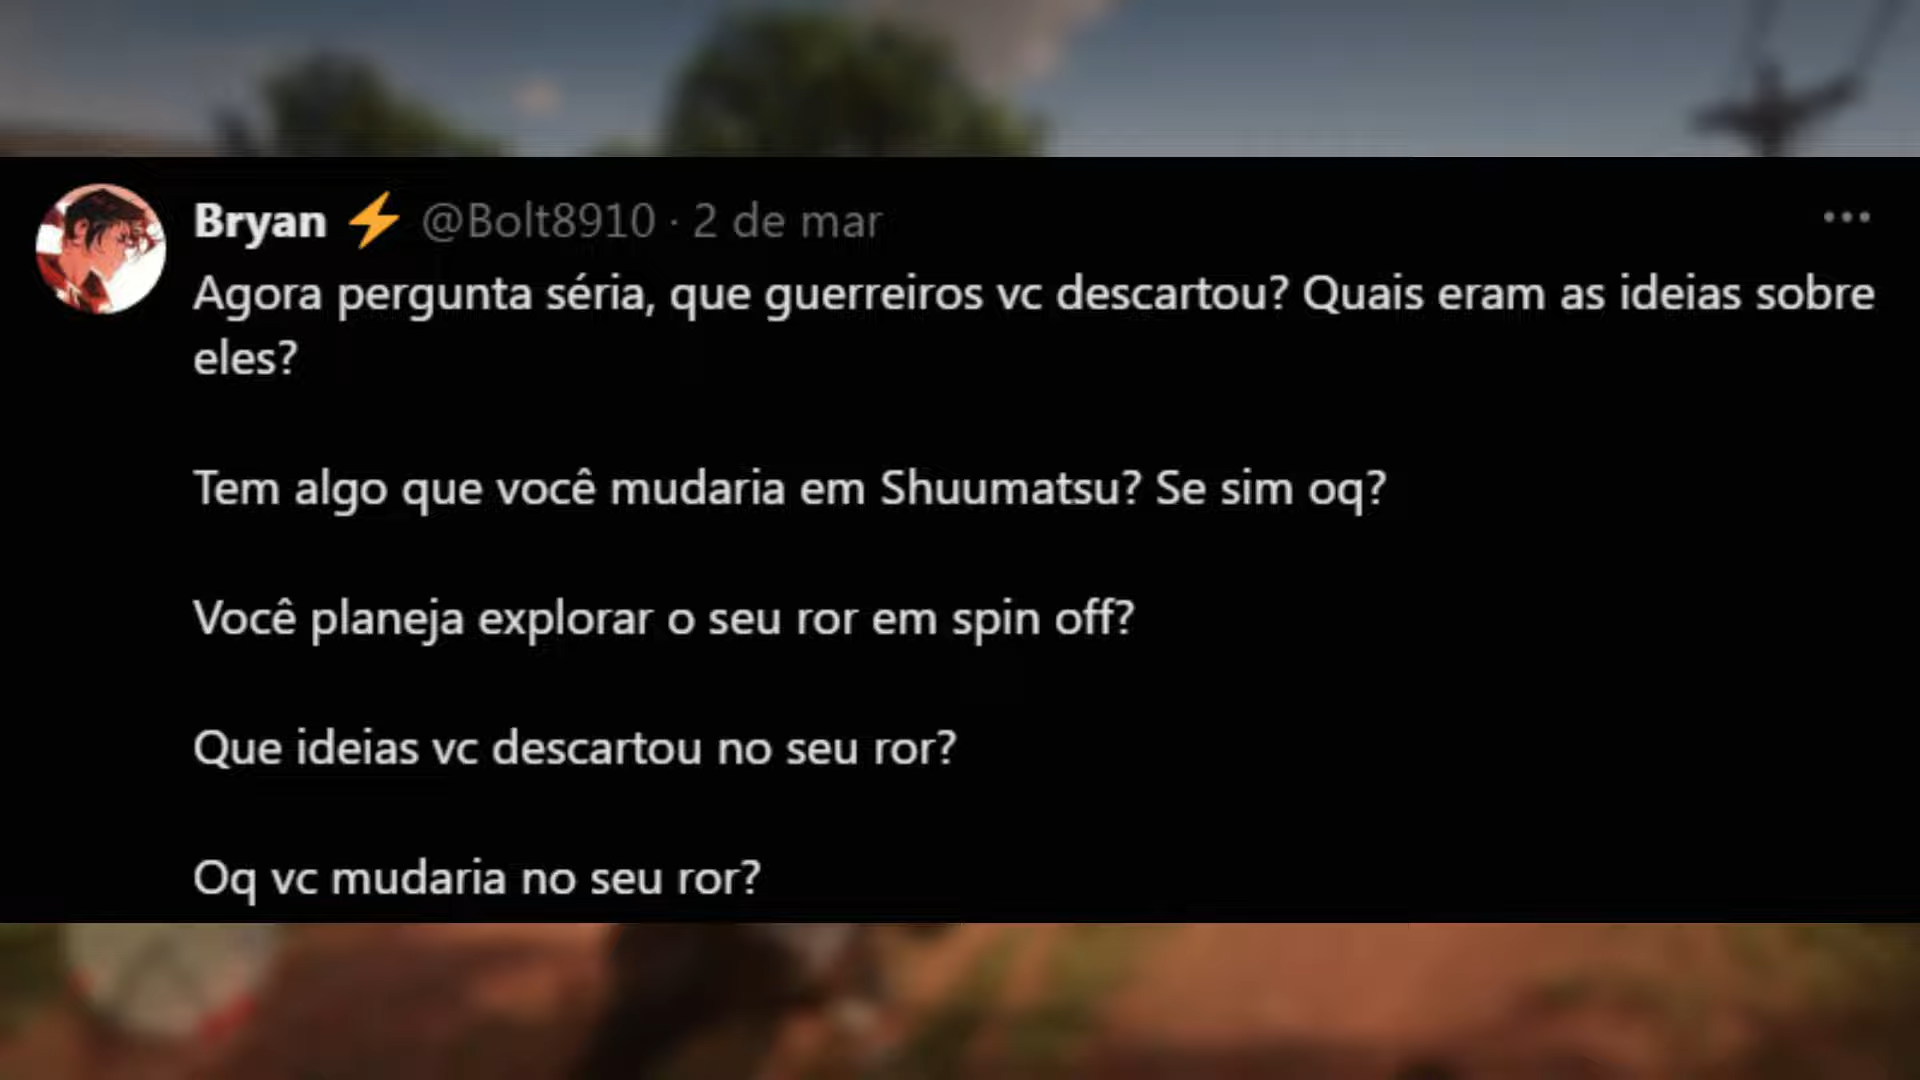 Bryan ⚡ @Bolt8910 · 2 de mar
Agora pergunta séria, que guerreiros vc descartou? Quais eram as ideias sobre
eles?
Tem algo que você mudaria em Shuumatsu? Se sim oq?
Você planeja explorar o seu ror em spin off?
Que ideias vc descartou no seu ror?
Oq vc mudaria no seu ror?